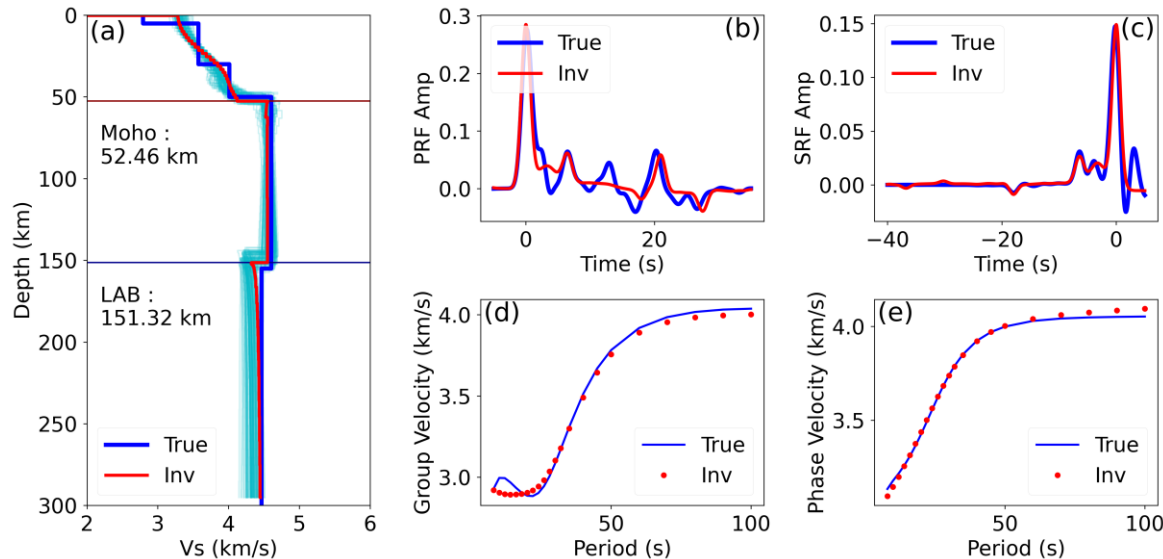 (a)
0
50
100
150
200
250
300
Depth (km)
Moho :
52.46 km
LAB :
151.32 km
True
Inv
2
3
4
5
6
Vs (km/s)
(b)
0.3
0.2
0.1
0.0
PRF Amp
True
Inv
0
20
Time (s)
(c)
0.15
0.10
0.05
0.00
SRF Amp
True
Inv
−40
−20
0
Time (s)
(d)
4.0
3.5
3.0
Group Velocity (km/s)
True
Inv
50
100
Period (s)
(e)
4.0
3.5
Phase Velocity (km/s)
True
Inv
50
100
Period (s)